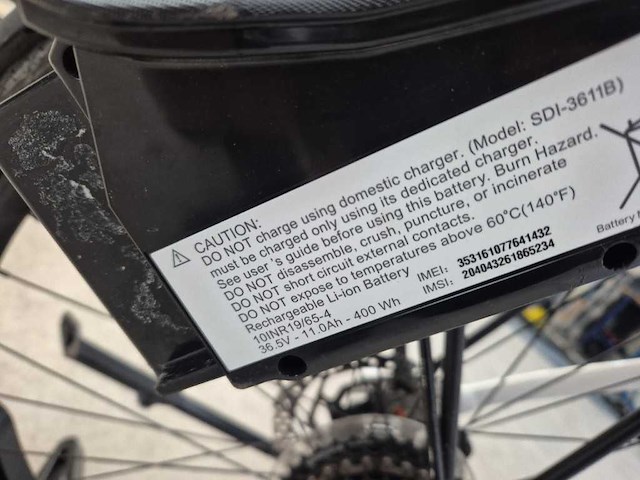 CAUTION:
DO NOT charge using domestic charger. (Model: SDI-3611B)
must be charged only using its dedicated charger.
See user's guide before using this battery. Burn Hazard.
DO NOT disassemble, crush, puncture, or incinerate
DO NOT short circuit external contacts.
DO NOT expose to temperatures above 60°C(140°F)
Rechargeable Li-ion Battery
10INR19/65-4
36.5V - 11.0Ah - 400 Wh
IMEI: 353161077641432
IMSI: 204043261865234
Battery